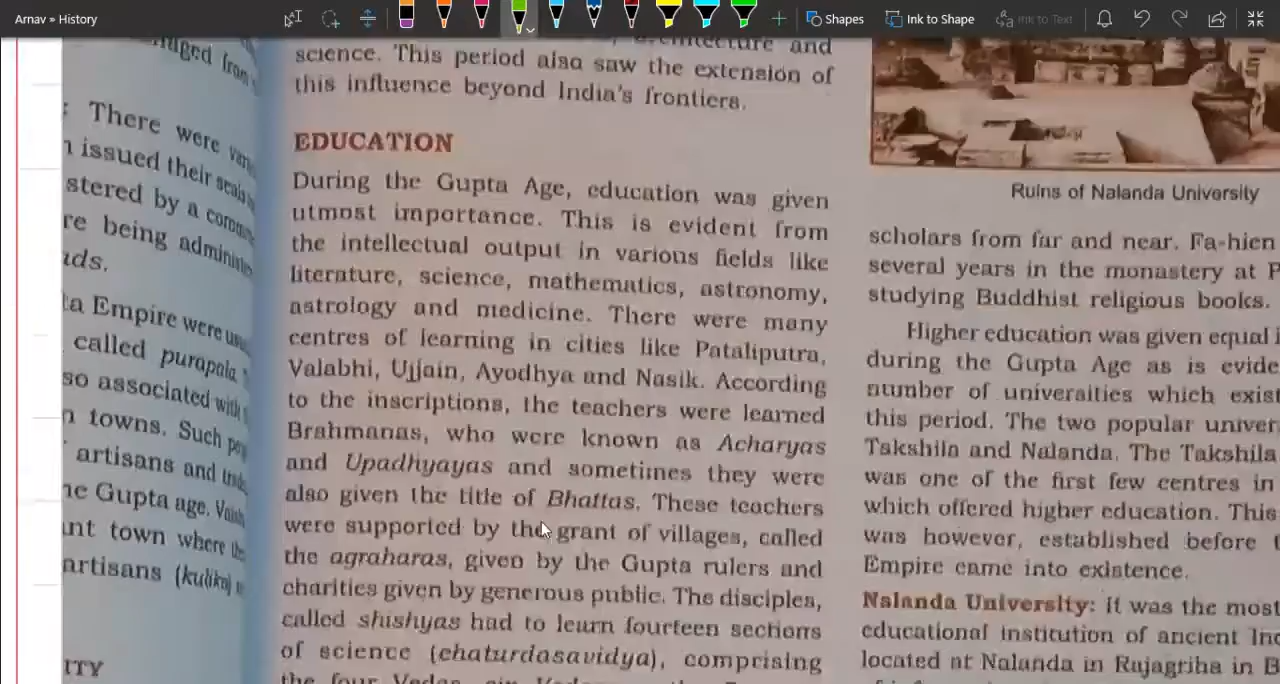 Arnav » History
Shapes
Ink to Shape
Ink to Text
from
: There were
issued their seals
stered by a
re being
uds.
ta Empire were
called purapala
so associated with
n towns. Such
artisans and
he Gupta age.
nt town where
artisans (kulika)
ITY
architecture and
science. This period also saw the extension of
this influence beyond India's frontiers.
EDUCATION
During the Gupta Age, education was given
utmost importance. This is evident from
the intellectual output in various fields like
literature, science, mathematics, astronomy,
astrology and medicine. There were many
centres of learning in cities like Pataliputra,
Valabhi, Ujjain, Ayodhya and Nasik. According
to the inscriptions, the teachers were learned
Brahmanas, who were known as Acharyas
and Upadhyayas and sometimes they were
also given the title of Bhattas. These teachers
were supported by the grant of villages, called
the agraharas, given by the Gupta rulers and
charities given by generous public. The disciples,
called shishyas had to learn fourteen sections
of science (chaturdasavidya), comprising
the four Vedas, six
Ruins of Nalanda University
scholars from far and near. Fa-hien
several years in the monastery at P
studying Buddhist religious books.
Higher education was given equal i
during the Gupta Age as is evide
number of universities which exist
this period. The two popular univer
Takshila and Nalanda. The Takshila
was one of the first few centres in
which offered higher education. This
was however, established before t
Empire came into existence.
Nalanda University: It was the most
educational institution of ancient Ind
located at Nalanda in Rajagriha in B